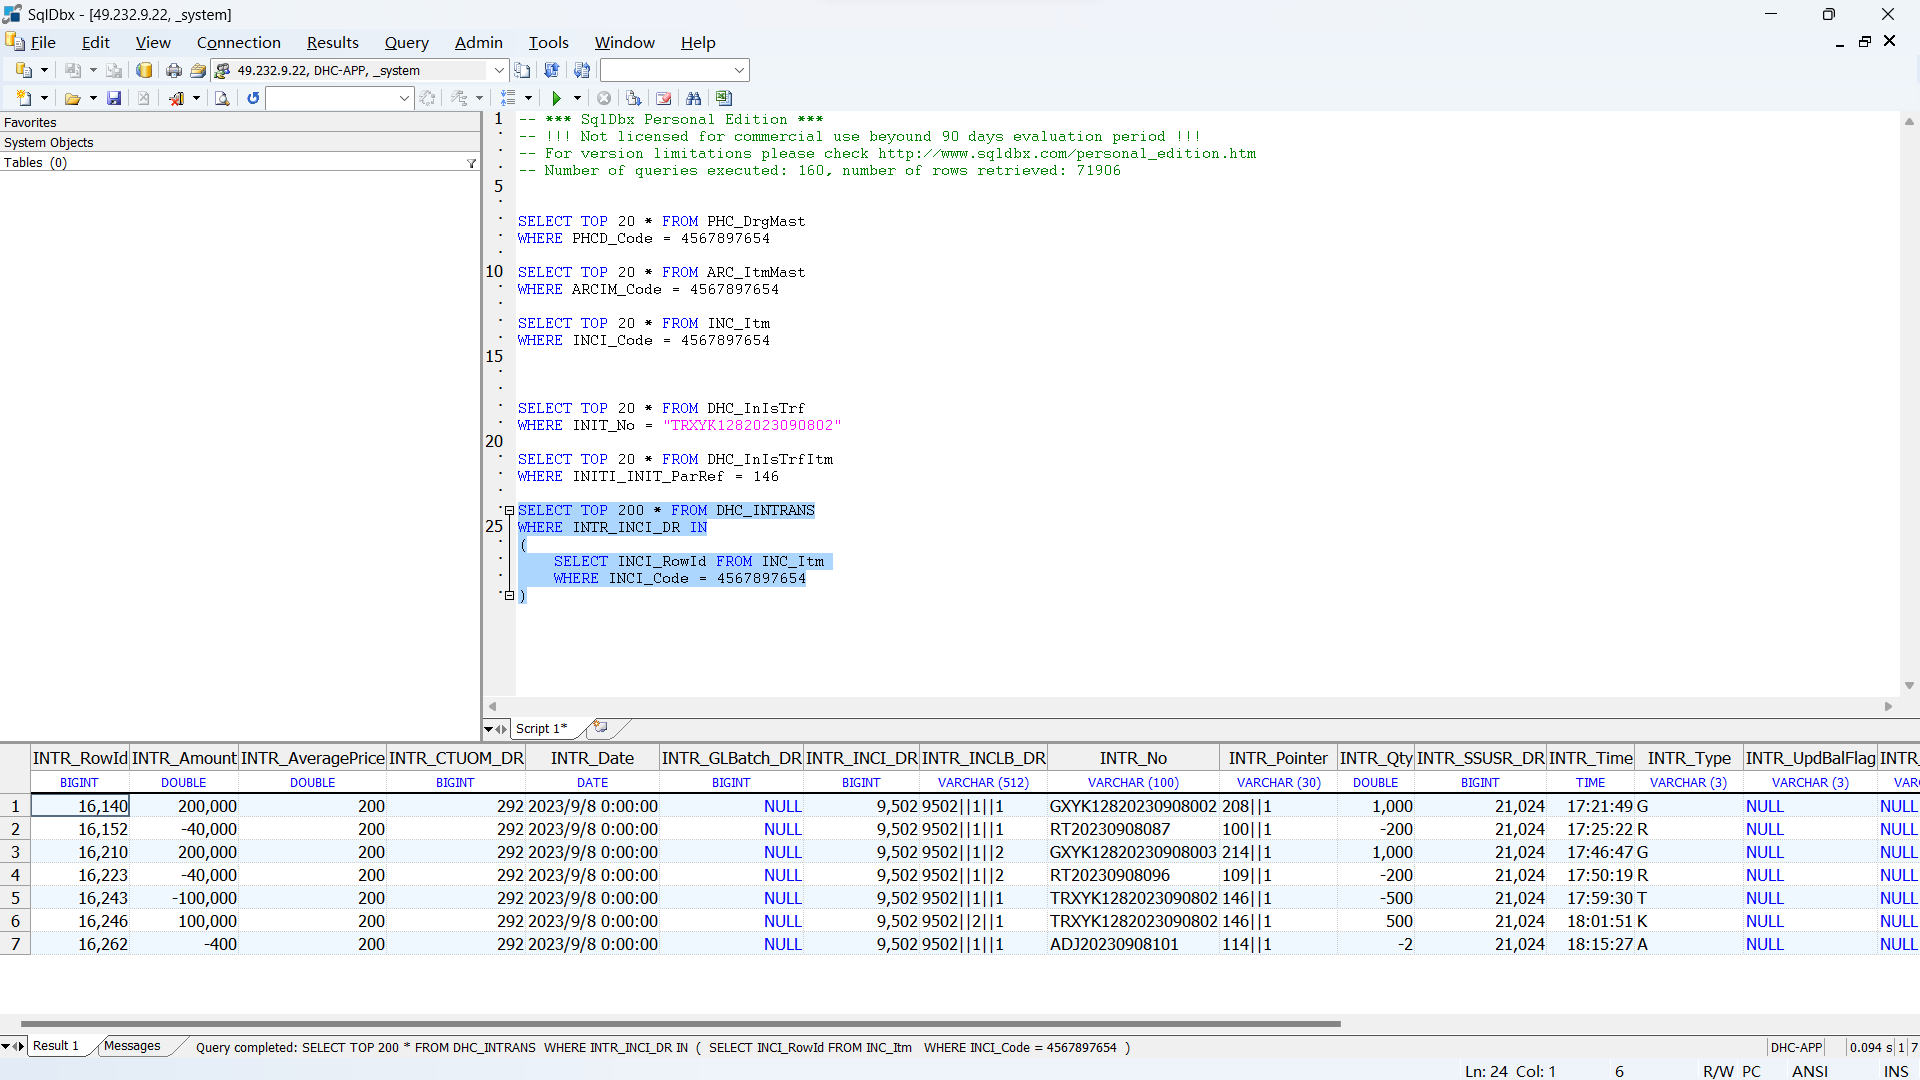 SqlDbx - [49.232.9.22, _system]
File Edit View Connection Results Query Admin Tools Window Help
49.232.9.22, DHC-APP, _system
Favorites
System Objects
Tables (0)
1 -- *** SqlDbx Personal Edition ***
-- !!! Not licensed for commercial use beyound 90 days evaluation period !!!
-- For version limitations please check http://www.sqldbx.com/personal_edition.htm
-- Number of queries executed: 160, number of rows retrieved: 71906
5
SELECT TOP 20 * FROM PHC_DrgMast
WHERE PHCD_Code = 4567897654
10 SELECT TOP 20 * FROM ARC_ItmMast
WHERE ARCIM_Code = 4567897654
SELECT TOP 20 * FROM INC_Itm
WHERE INCI_Code = 4567897654
15
SELECT TOP 20 * FROM DHC_InIsTrf
WHERE INIT_No = "TRXYK1282023090802"
20
SELECT TOP 20 * FROM DHC_InIsTrfItm
WHERE INITI_INIT_ParRef = 146
SELECT TOP 200 * FROM DHC_INTRANS
25 WHERE INTR_INCI_DR IN
(
SELECT INCI_RowId FROM INC_Itm
WHERE INCI_Code = 4567897654
)
Script 1*
INTR_RowId INTR_Amount INTR_AveragePrice INTR_CTUOM_DR INTR_Date INTR_GLBatch_DR INTR_INCI_DR INTR_INCLB_DR INTR_No INTR_Pointer INTR_Qty INTR_SSUSR_DR INTR_Time INTR_Type INTR_UpdBalFlag INTR_
BIGINT DOUBLE DOUBLE BIGINT DATE BIGINT BIGINT VARCHAR (512) VARCHAR (100) VARCHAR (30) DOUBLE BIGINT TIME VARCHAR (3) VARCHAR (3) VARC
1 16,140 200,000 200 292 2023/9/8 0:00:00 NULL 9,502 9502||1||1 GXYK12820230908002 208||1 1,000 21,024 17:21:49 G NULL NULL
2 16,152 -40,000 200 292 2023/9/8 0:00:00 NULL 9,502 9502||1||1 RT20230908087 100||1 -200 21,024 17:25:22 R NULL NULL
3 16,210 200,000 200 292 2023/9/8 0:00:00 NULL 9,502 9502||1||2 GXYK12820230908003 214||1 1,000 21,024 17:46:47 G NULL NULL
4 16,223 -40,000 200 292 2023/9/8 0:00:00 NULL 9,502 9502||1||2 RT20230908096 109||1 -200 21,024 17:50:19 R NULL NULL
5 16,243 -100,000 200 292 2023/9/8 0:00:00 NULL 9,502 9502||1||1 TRXYK1282023090802 146||1 -500 21,024 17:59:30 T NULL NULL
6 16,246 100,000 200 292 2023/9/8 0:00:00 NULL 9,502 9502||2||1 TRXYK1282023090802 146||1 500 21,024 18:01:51 K NULL NULL
7 16,262 -400 200 292 2023/9/8 0:00:00 NULL 9,502 9502||1||1 ADJ20230908101 114||1 -2 21,024 18:15:27 A NULL NULL
Result 1 Messages Query completed: SELECT TOP 200 * FROM DHC_INTRANS WHERE INTR_INCI_DR IN ( SELECT INCI_RowId FROM INC_Itm WHERE INCI_Code = 4567897654 ) DHC-APP 0.094 s 1 7
Ln: 24 Col: 1 6 R/W PC ANSI INS